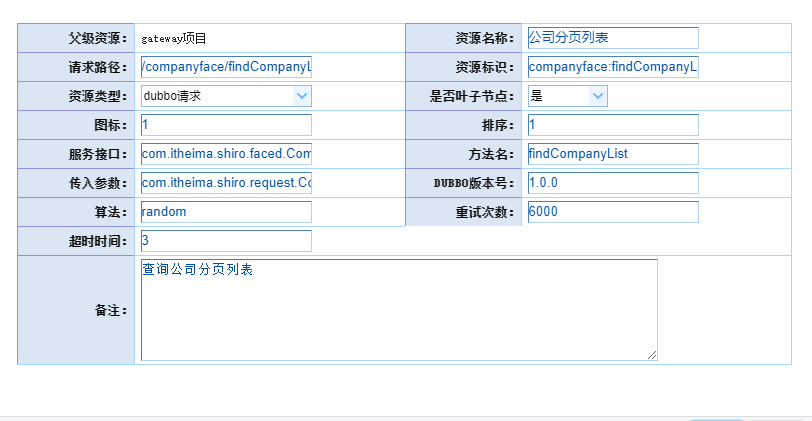 父级资源： gateway项目 资源名称： 公司分页列表
请求路径： /companyface/findCompanyL 资源标识： companyface:findCompanyL
资源类型： dubbo请求 是否叶子节点： 是
图标： 1 排序： 1
服务接口： com.itheima.shiro.faced.Com 方法名： findCompanyList
传入参数： com.itheima.shiro.request.Co DUBBO版本号： 1.0.0
算法： random 重试次数： 6000
超时时间： 3
备注： 查询公司分页列表